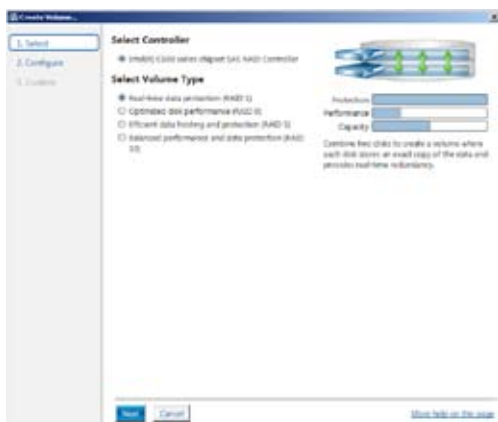 Create Volume...
1. Select
2. Configure
3. Confirm
Select Controller
Intel(R) C600 series chipset SAS RAID Controller
Select Volume Type
Real-time data protection (RAID 1)
Optimized disk performance (RAID 0)
Efficient data hosting and protection (RAID 5)
Balanced performance and data protection (RAID
10)
Protection
Performance
Capacity
Combine two disks to create a volume where
each disk stores an exact copy of the data and
provides real-time redundancy.
Next
Cancel
More help on this page